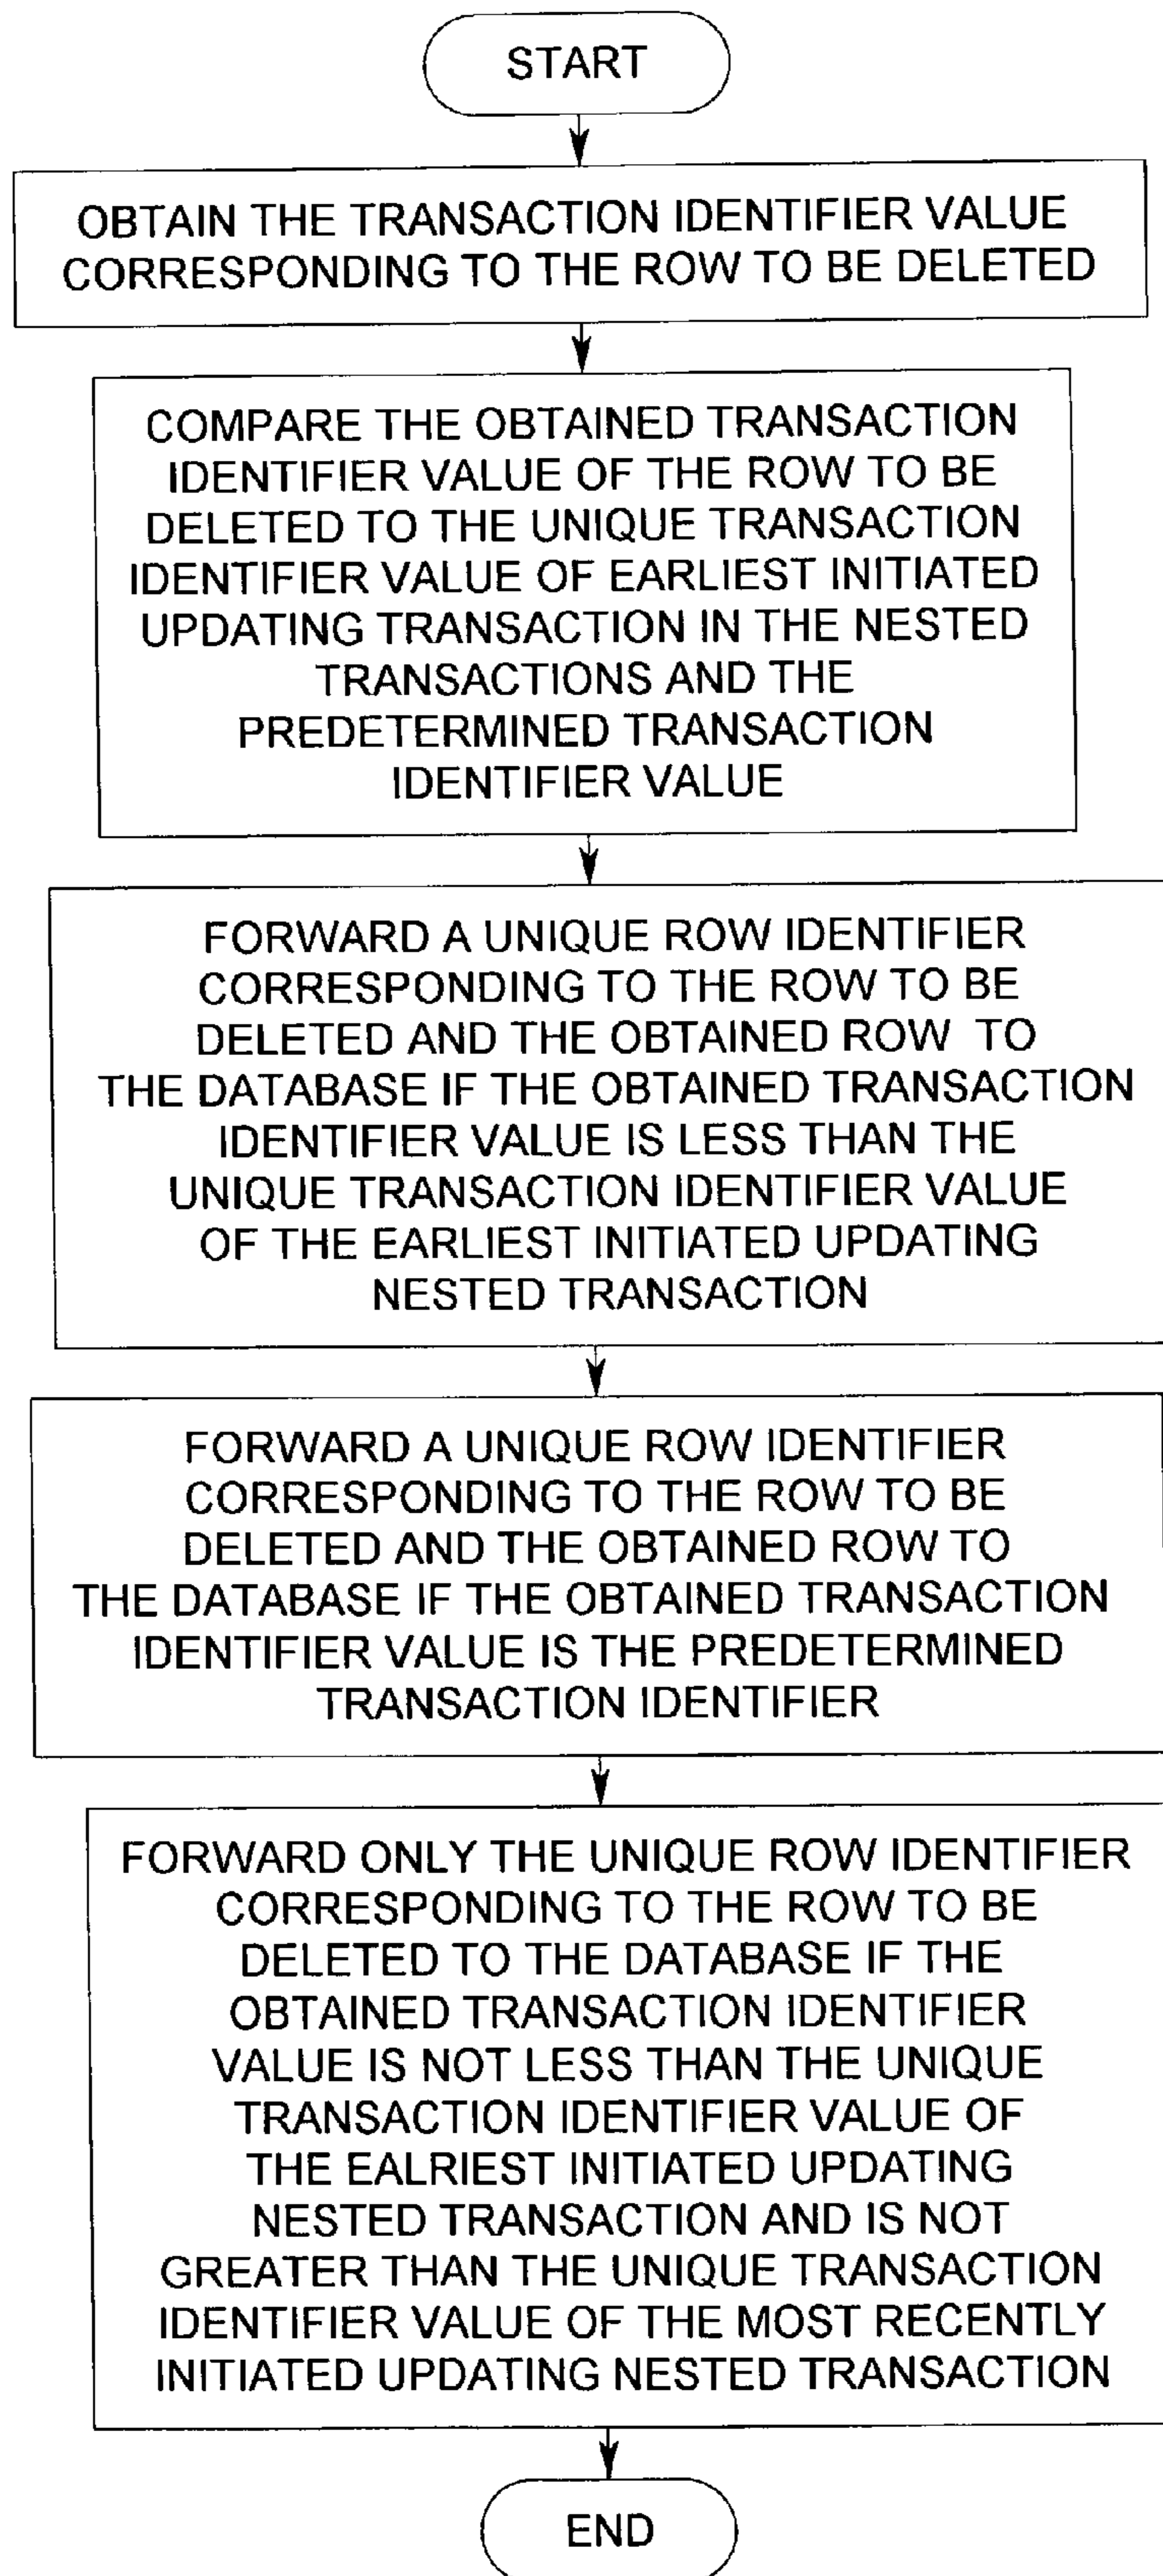 START
OBTAIN THE TRANSACTION IDENTIFIER VALUE
CORRESPONDING TO THE ROW TO BE DELETED
COMPARE THE OBTAINED TRANSACTION
IDENTIFIER VALUE OF THE ROW TO BE
DELETED TO THE UNIQUE TRANSACTION
IDENTIFIER VALUE OF EARLIEST INITIATED
UPDATING TRANSACTION IN THE NESTED
TRANSACTIONS AND THE
PREDETERMINED TRANSACTION
IDENTIFIER VALUE
FORWARD A UNIQUE ROW IDENTIFIER
CORRESPONDING TO THE ROW TO BE
DELETED AND THE OBTAINED ROW TO
THE DATABASE IF THE OBTAINED TRANSACTION
IDENTIFIER VALUE IS LESS THAN THE
UNIQUE TRANSACTION IDENTIFIER VALUE
OF THE EARLIEST INITIATED UPDATING
NESTED TRANSACTION
FORWARD A UNIQUE ROW IDENTIFIER
CORRESPONDING TO THE ROW TO BE
DELETED AND THE OBTAINED ROW TO
THE DATABASE IF THE OBTAINED TRANSACTION
IDENTIFIER VALUE IS THE PREDETERMINED
TRANSACTION IDENTIFIER
FORWARD ONLY THE UNIQUE ROW IDENTIFIER
CORRESPONDING TO THE ROW TO BE
DELETED TO THE DATABASE IF THE
OBTAINED TRANSACTION IDENTIFIER
VALUE IS NOT LESS THAN THE UNIQUE
TRANSACTION IDENTIFIER VALUE OF
THE EALRIEST INITIATED UPDATING
NESTED TRANSACTION AND IS NOT
GREATER THAN THE UNIQUE TRANSACTION
IDENTIFIER VALUE OF THE MOST RECENTLY
INITIATED UPDATING NESTED TRANSACTION
END